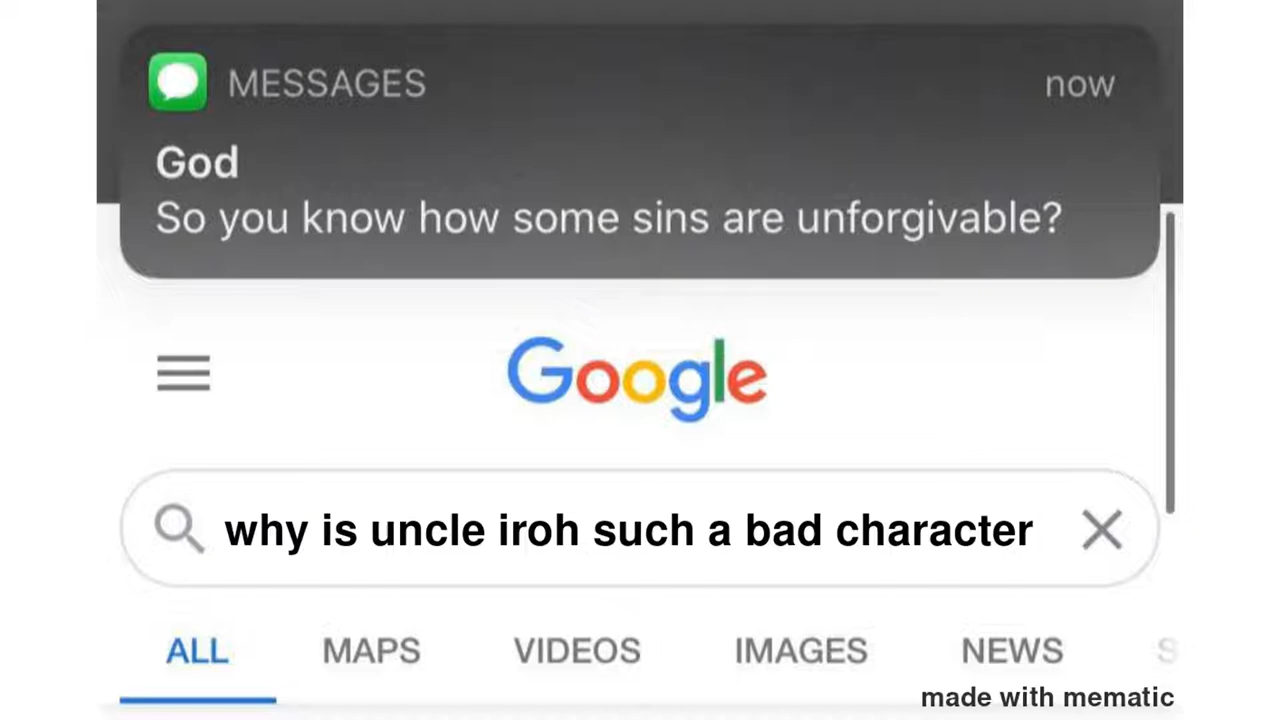 MESSAGES now
God
So you know how some sins are unforgivable?
Google
why is uncle iroh such a bad character
ALL MAPS VIDEOS IMAGES NEWS S
made with mematic